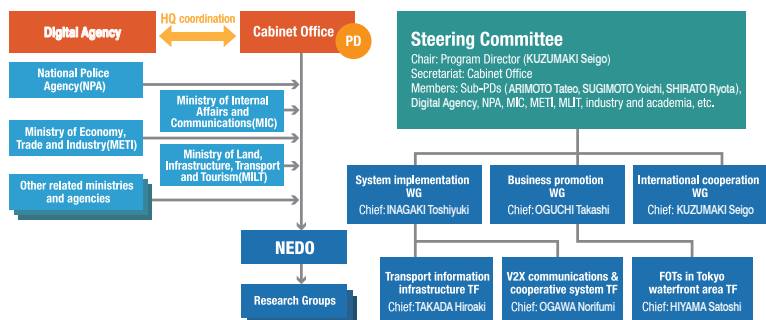 Digital Agency
HQ coordination
Cabinet Office
PD
National Police
Agency(NPA)
Ministry of Internal
Affairs and
Communications(MIC)
Ministry of Economy,
Trade and Industry(METI)
Ministry of Land,
Infrastructure, Transport
and Tourism(MILT)
Other related ministries
and agencies
NEDO
Research Groups
Steering Committee
Chair: Program Director (KUZUMAKI Seigo)
Secretariat: Cabinet Office
Members: Sub-PDs (ARIMOTO Tateo, SUGIMOTO Yoichi, SHIRATO Ryota),
Digital Agency, NPA, MIC, METI, MLIT, industry and academia, etc.
System implementation
WG
Chief: INAGAKI Toshiyuki
Business promotion
WG
Chief: OGUCHI Takashi
International cooperation
WG
Chief: KUZUMAKI Seigo
Transport information
infrastructure TF
Chief: TAKADA Hiroaki
V2X communications &
cooperative system TF
Chief: OGAWA Norifumi
FOTs in Tokyo
waterfront area TF
Chief: HIYAMA Satoshi